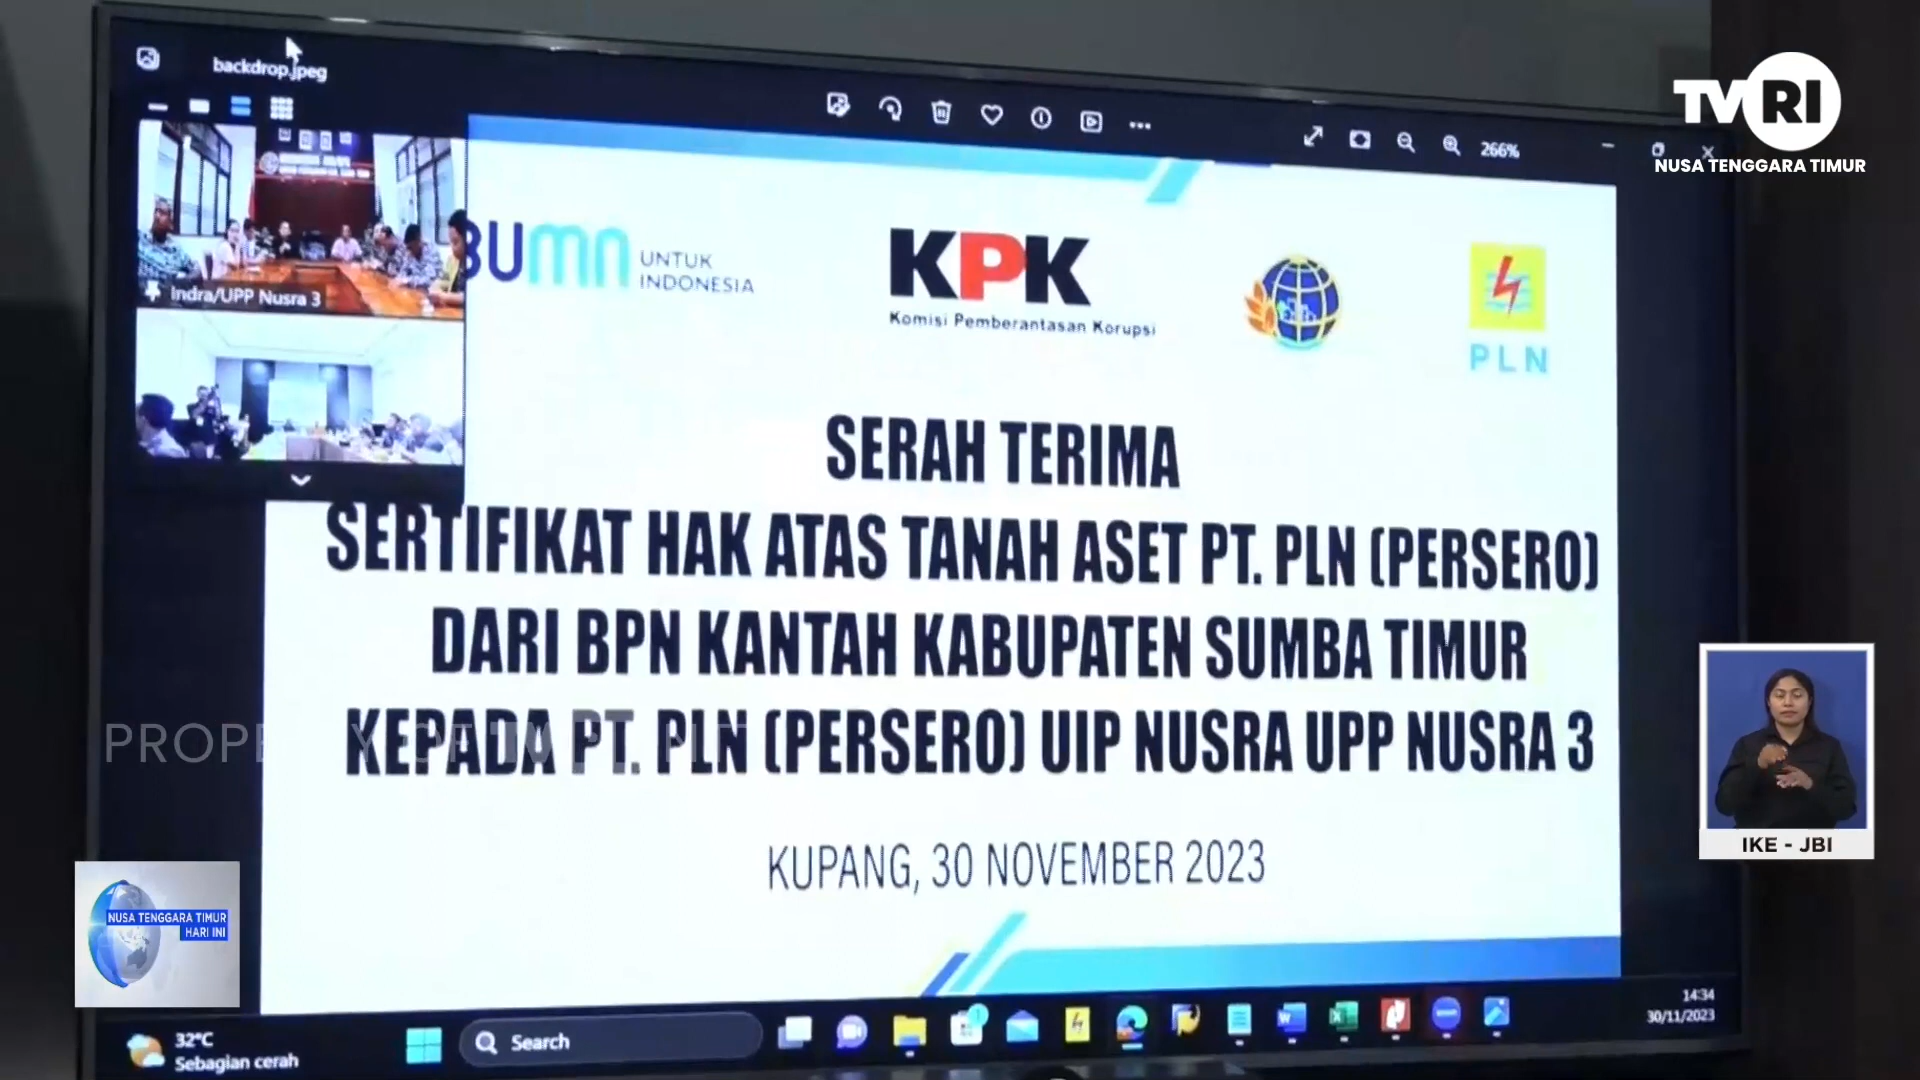 backdrop.jpeg
266%
TVRI
NUSA TENGGARA TIMUR
Indra/UPP Nusra 3
BUMN UNTUK
INDONESIA
KPK
Komisi Pemberantasan Korupsi
PLN
SERAH TERIMA
SERTIFIKAT HAK ATAS TANAH ASET PT. PLN (PERSERO)
DARI BPN KANTAH KABUPATEN SUMBA TIMUR
KEPADA PT. PLN (PERSERO) UIP NUSRA UPP NUSRA 3
KUPANG, 30 NOVEMBER 2023
IKE - JBI
NUSA TENGGARA TIMUR
HARI INI
32°C
Sebagian cerah
Search
14:34
30/11/2023